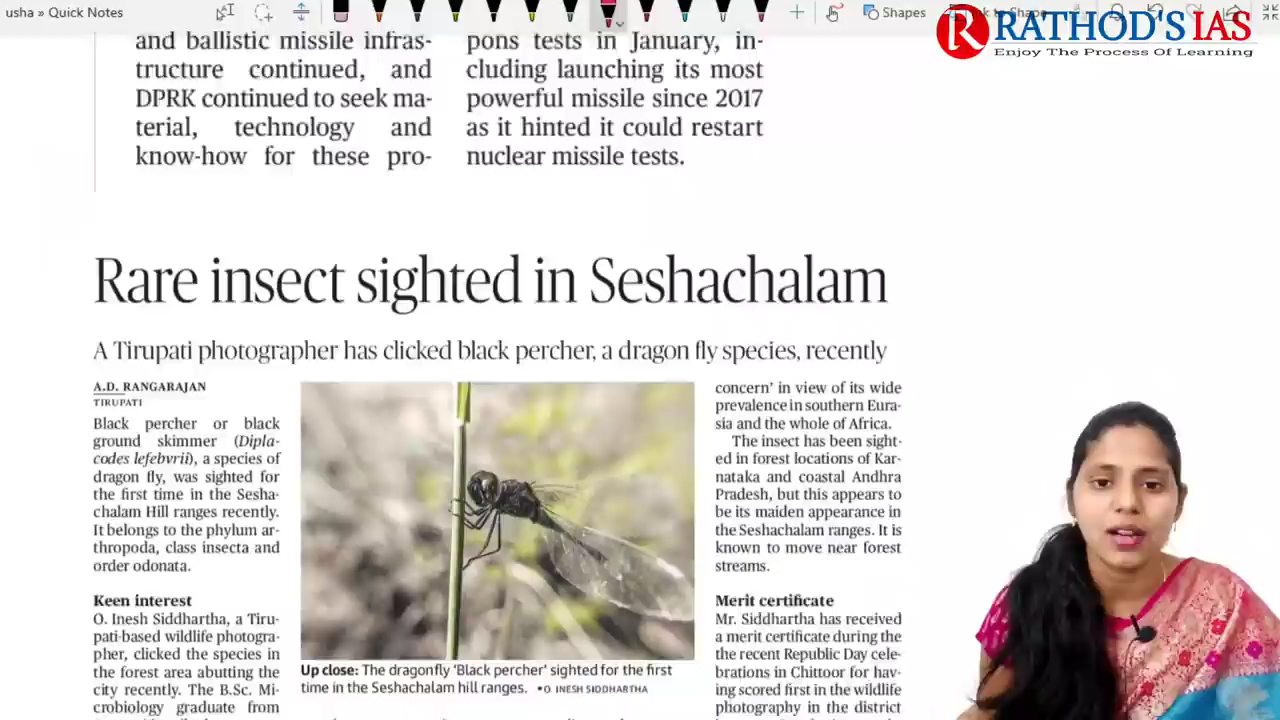 usha » Quick Notes
Shapes
RATHOD'S IAS
Enjoy The Process Of Learning
and ballistic missile infras-
tructure continued, and
DPRK continued to seek ma-
terial, technology and
know-how for these pro-
pons tests in January, in-
cluding launching its most
powerful missile since 2017
as it hinted it could restart
nuclear missile tests.
Rare insect sighted in Seshachalam
A Tirupati photographer has clicked black percher, a dragon fly species, recently
A.D. RANGARAJAN
TIRUPATI
Black percher or black
ground skimmer (Dipla-
codes lefebvrii), a species of
dragon fly, was sighted for
the first time in the Sesha-
chalam Hill ranges recently.
It belongs to the phylum ar-
thropoda, class insecta and
order odonata.
Keen interest
O. Inesh Siddhartha, a Tiru-
pati-based wildlife photogra-
pher, clicked the species in
the forest area abutting the
city recently. The B.Sc. Mi-
crobiology graduate from
Up close: The dragonfly 'Black percher' sighted for the first
time in the Seshachalam hill ranges. •O INESH SIDDHARTHA
concern' in view of its wide
prevalence in southern Eura-
sia and the whole of Africa.
The insect has been sight-
ed in forest locations of Kar-
nataka and coastal Andhra
Pradesh, but this appears to
be its maiden appearance in
the Seshachalam ranges. It is
known to move near forest
streams.
Merit certificate
Mr. Siddhartha has received
a merit certificate during the
the recent Republic Day cele-
brations in Chittoor for hav-
ing scored first in the wildlife
photography in the district